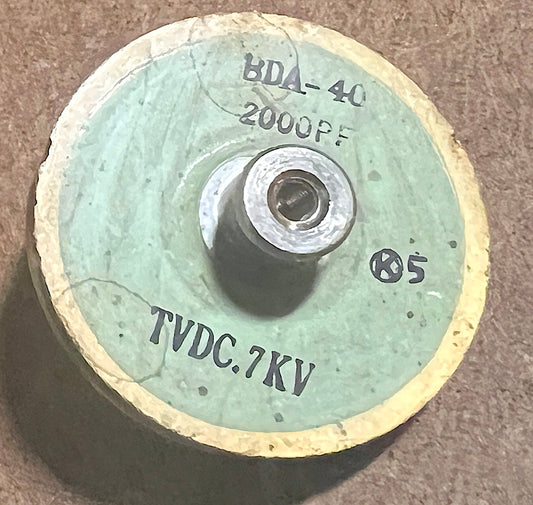 BDA-40
2000PF
Ⓚ5
TVDC.7KV